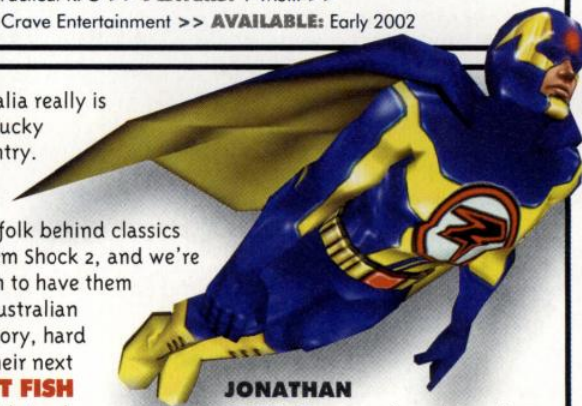 Crave Entertainment >> AVAILABLE: Early 2002
alia really is
ucky
ntry.
folk behind classics
m Shock 2, and we're
n to have them
ustralian
ory, hard
heir next
T FISH
JONATHAN